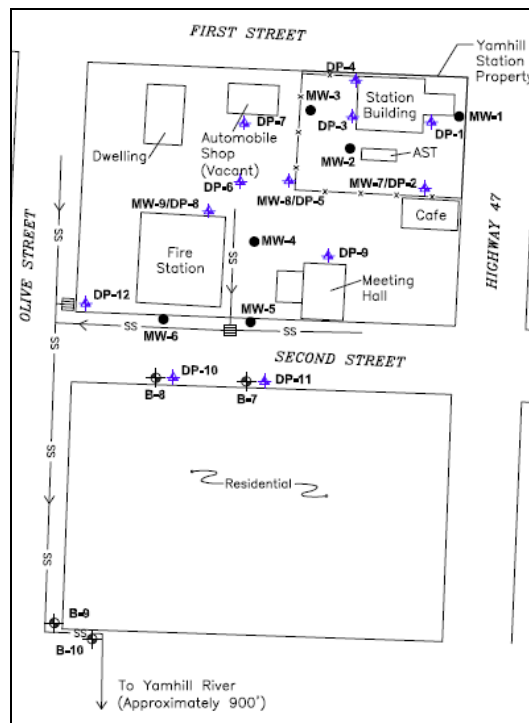 FIRST STREET
Yamhill
Station
Property
DP-4
MW-3
Station
Building
DP-7
DP-3
DP-1
MW-1
Automobile
Shop
(Vacant)
Dwelling
MW-2
AST
DP-6
MW-8/DP-5
MW-7/DP-2
MW-9/DP-8
Cafe
OLIVE STREET
HIGHWAY 47
SS
SS
MW-4
DP-9
Fire
Station
Meeting
Hall
DP-12
MW-5
SS
SS
SS
MW-6
SECOND STREET
SS
DP-10
DP-11
B-8
B-7
Residential
SS
SS
B-9
SS
B-10
To Yamhill River
(Approximately 900')